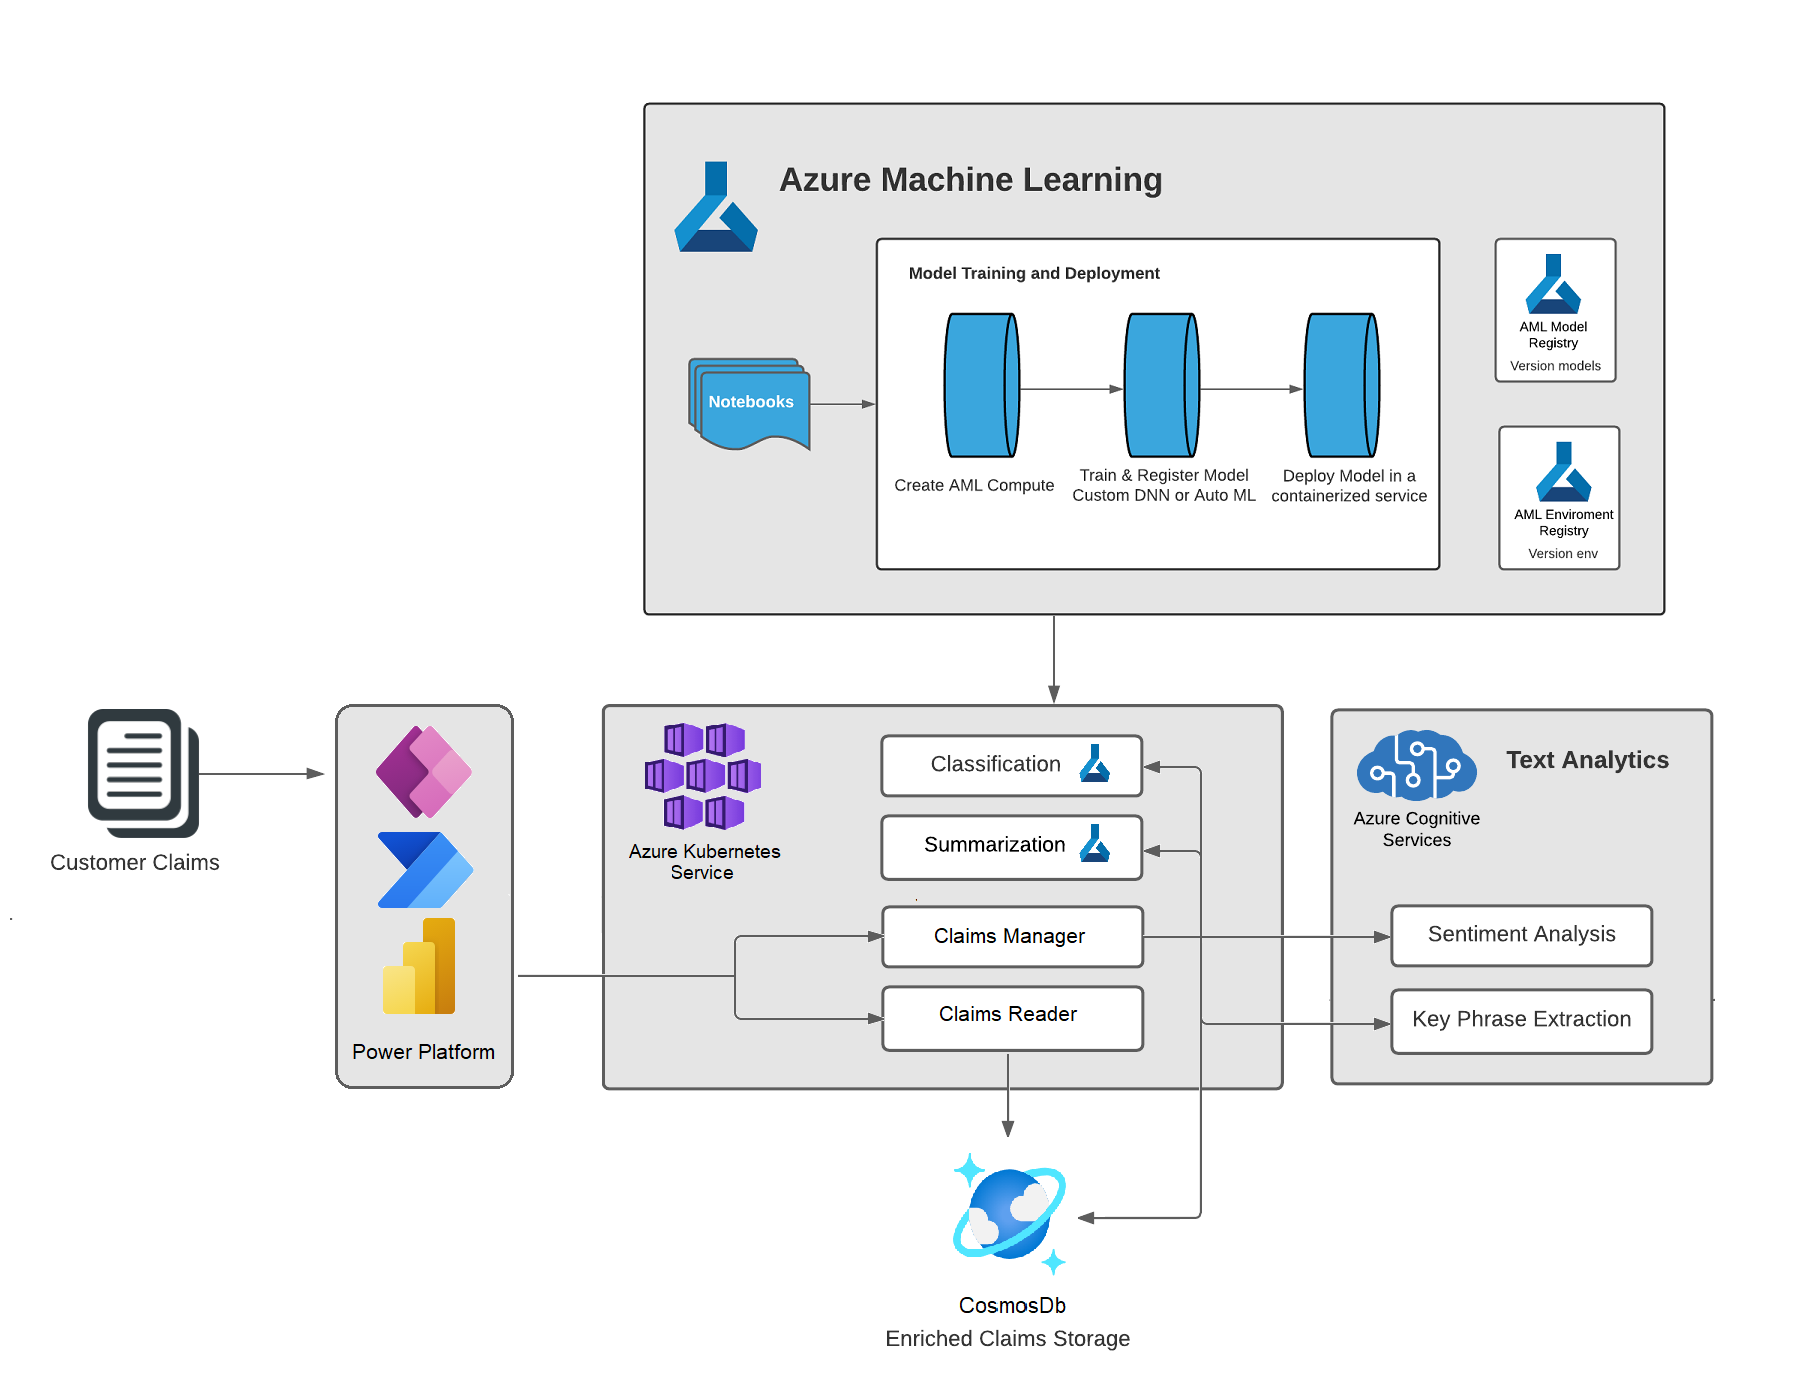 Azure Machine Learning
Model Training and Deployment
Notebooks
Create AML Compute
Train & Register Model
Custom DNN or Auto ML
Deploy Model in a
containerized service
AML Model
Registry
Version models
AML Enviroment
Registry
Version env
Customer Claims
Power Platform
Azure Kubernetes
Service
Classification
Summarization
Claims Manager
Claims Reader
Azure Cognitive
Services
Text Analytics
Sentiment Analysis
Key Phrase Extraction
CosmosDb
Enriched Claims Storage